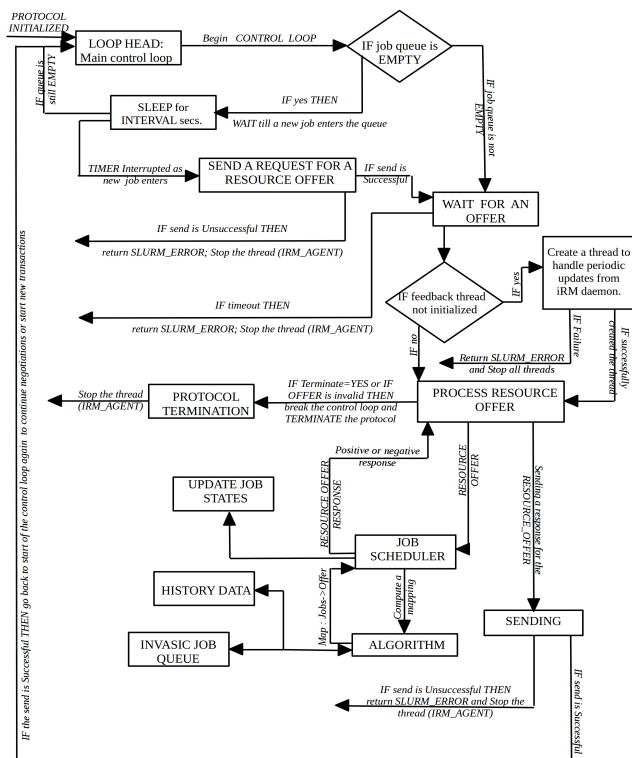 PROTOCOL
INITIALIZED
LOOP HEAD:
Main control loop
Begin CONTROL LOOP
IF job queue is
EMPTY
IF queue is
still EMPTY
SLEEP for
INTERVAL secs.
IF yes THEN
WAIT till a new job enters the queue
IF job queue is not
EMPTY
TIMER Interrupted as
new job enters
SEND A REQUEST FOR A
RESOURCE OFFER
IF send is
Successful
WAIT FOR AN
OFFER
IF send is Unsuccessful THEN
return SLURM_ERROR; Stop the thread (IRM_AGENT)
IF timeout THEN
return SLURM_ERROR; Stop the thread (IRM_AGENT)
IF feedback thread
not initialized
IF yes
Create a thread to
handle periodic
updates from
iRM daemon.
IF no
IF Failure
IF successfully
created the thread
Return SLURM_ERROR
and Stop all threads
Stop the thread
(IRM_AGENT)
PROTOCOL
TERMINATION
IF Terminate=YES or IF
OFFER is invalid THEN
break the control loop and
TERMINATE the protocol
PROCESS RESOURCE
OFFER
Positive or negative
response
RESOURCE OFFER
RESPONSE
RESOURCE
OFFER
Sending a response for the
RESOURCE_OFFER
UPDATE JOB
STATES
JOB
SCHEDULER
HISTORY DATA
Map : Jobs->Offer
Compute a
mapping
INVASIC JOB
QUEUE
ALGORITHM
SENDING
IF send is Unsuccessful THEN
return SLURM_ERROR and Stop the
thread (IRM_AGENT)
IF send is Successful
IF the send is Successful THEN go back to start of the control loop again to continue negotiations or start new transactions